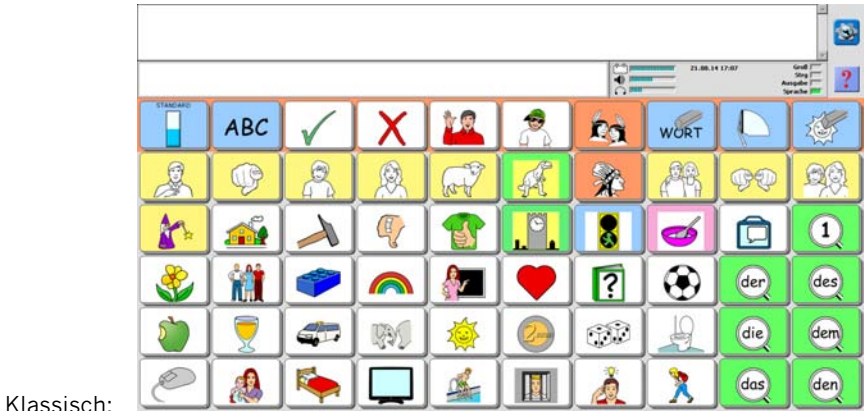 21.08.14 17:07
Groß
Strg
Ausgabe
Sprache
?
STANDARD
ABC
WORT
1
?
der
des
die
dem
2
das
den
Klassisch: